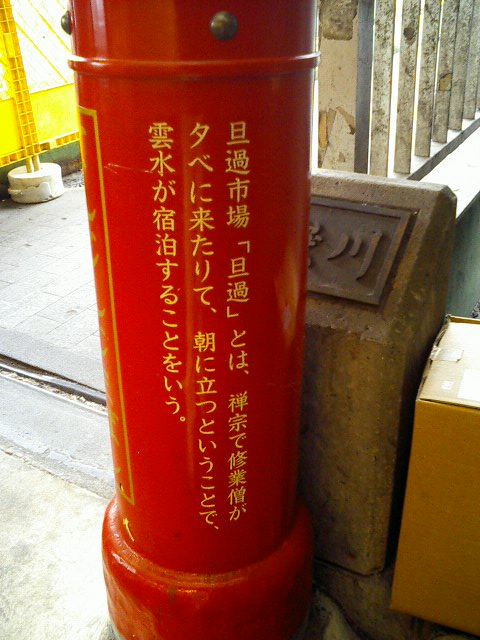 旦過市場「旦過」とは、禅宗で修業僧が
夕べに来たりて、朝に立つということで、
雲水が宿泊することをいう。
川